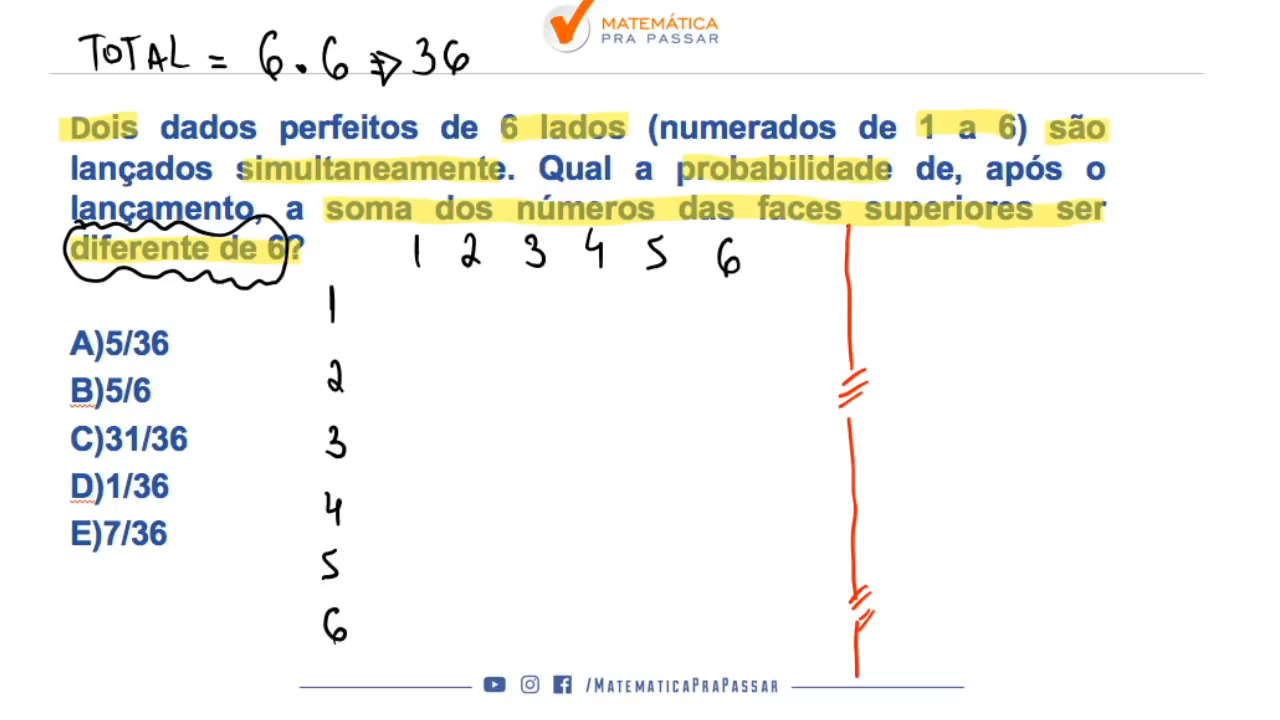 MATEMÁTICA
PRA PASSAR
TOTAL = 6 . 6 => 36
Dois dados perfeitos de 6 lados (numerados de 1 a 6) são
lançados simultaneamente. Qual a probabilidade de, após o
lançamento, a soma dos números das faces superiores ser
diferente de 6?
1 2 3 4 5 6
1
A)5/36
2
B)5/6
C)31/36
3
D)1/36
4
E)7/36
5
6
/MATEMATICAPRAPASSAR